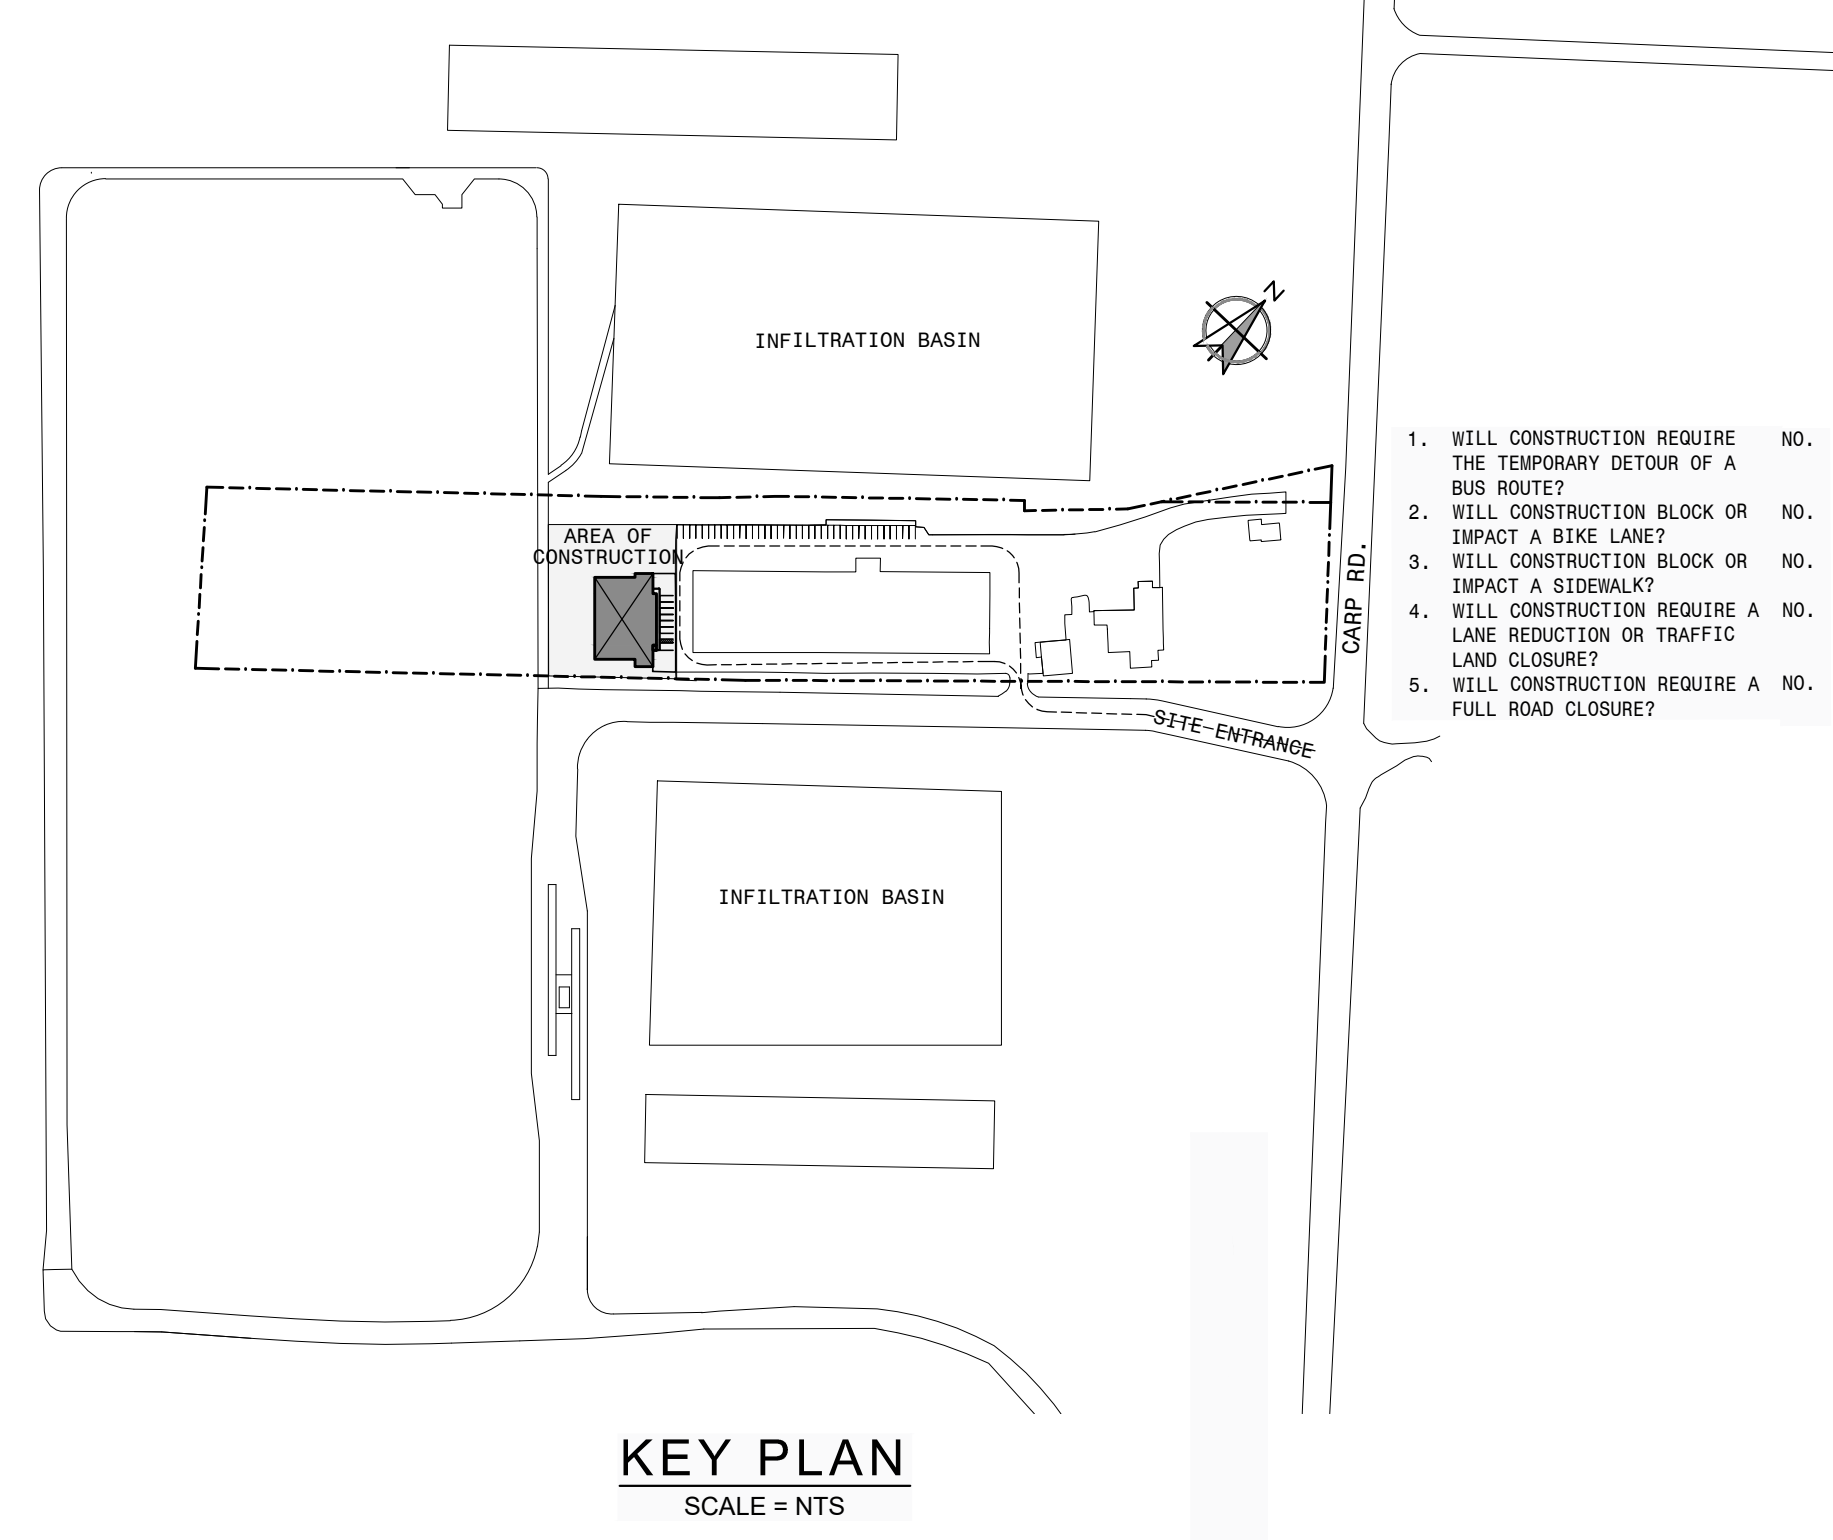 N
INFILTRATION BASIN
1. WILL CONSTRUCTION REQUIRE NO.
THE TEMPORARY DETOUR OF A
BUS ROUTE?
2. WILL CONSTRUCTION BLOCK OR NO.
IMPACT A BIKE LANE?
3. WILL CONSTRUCTION BLOCK OR NO.
IMPACT A SIDEWALK?
4. WILL CONSTRUCTION REQUIRE A NO.
LANE REDUCTION OR TRAFFIC
LAND CLOSURE?
5. WILL CONSTRUCTION REQUIRE A NO.
FULL ROAD CLOSURE?
AREA OF
CONSTRUCTION
CARP RD.
SITE ENTRANCE
INFILTRATION BASIN
KEY PLAN
SCALE = NTS